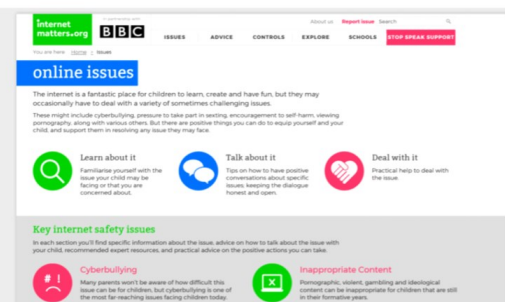 internet
matters.org
in partnership with
BBC
About us Report issue Search
ISSUES ADVICE CONTROLS EXPLORE SCHOOLS STOP SPEAK SUPPORT
You are here: Home | Issues
online issues
The internet is a fantastic place for children to learn, create and have fun, but they may
occasionally have to deal with a variety of sometimes challenging issues.
These might include cyberbullying, pressure to take part in sexting, encouragement to self-harm, viewing
pornography, along with various others. But there are positive things you can do to equip yourself and your
child, and support them in resolving any issue they may face.
Learn about it
Familiarise yourself with the
issue your child may be
facing or that you are
concerned about.
Talk about it
Tips on how to have positive
conversations about specific
issues; keeping the dialogue
honest and open.
Deal with it
Practical help to deal with
the issue.
Key internet safety issues
In each section you'll find specific information about the issue, advice on how to talk about the issue with
your child, recommended expert resources, and practical advice on the positive actions you can take.
# !
Cyberbullying
Many parents won't be aware of how difficult this
issue can be for children, but cyberbullying is one of
the most far reaching issues facing children today.
x
Inappropriate Content
Pornographic, violent, gambling and ideological
content can be inappropriate for children that are still
in their formative years.